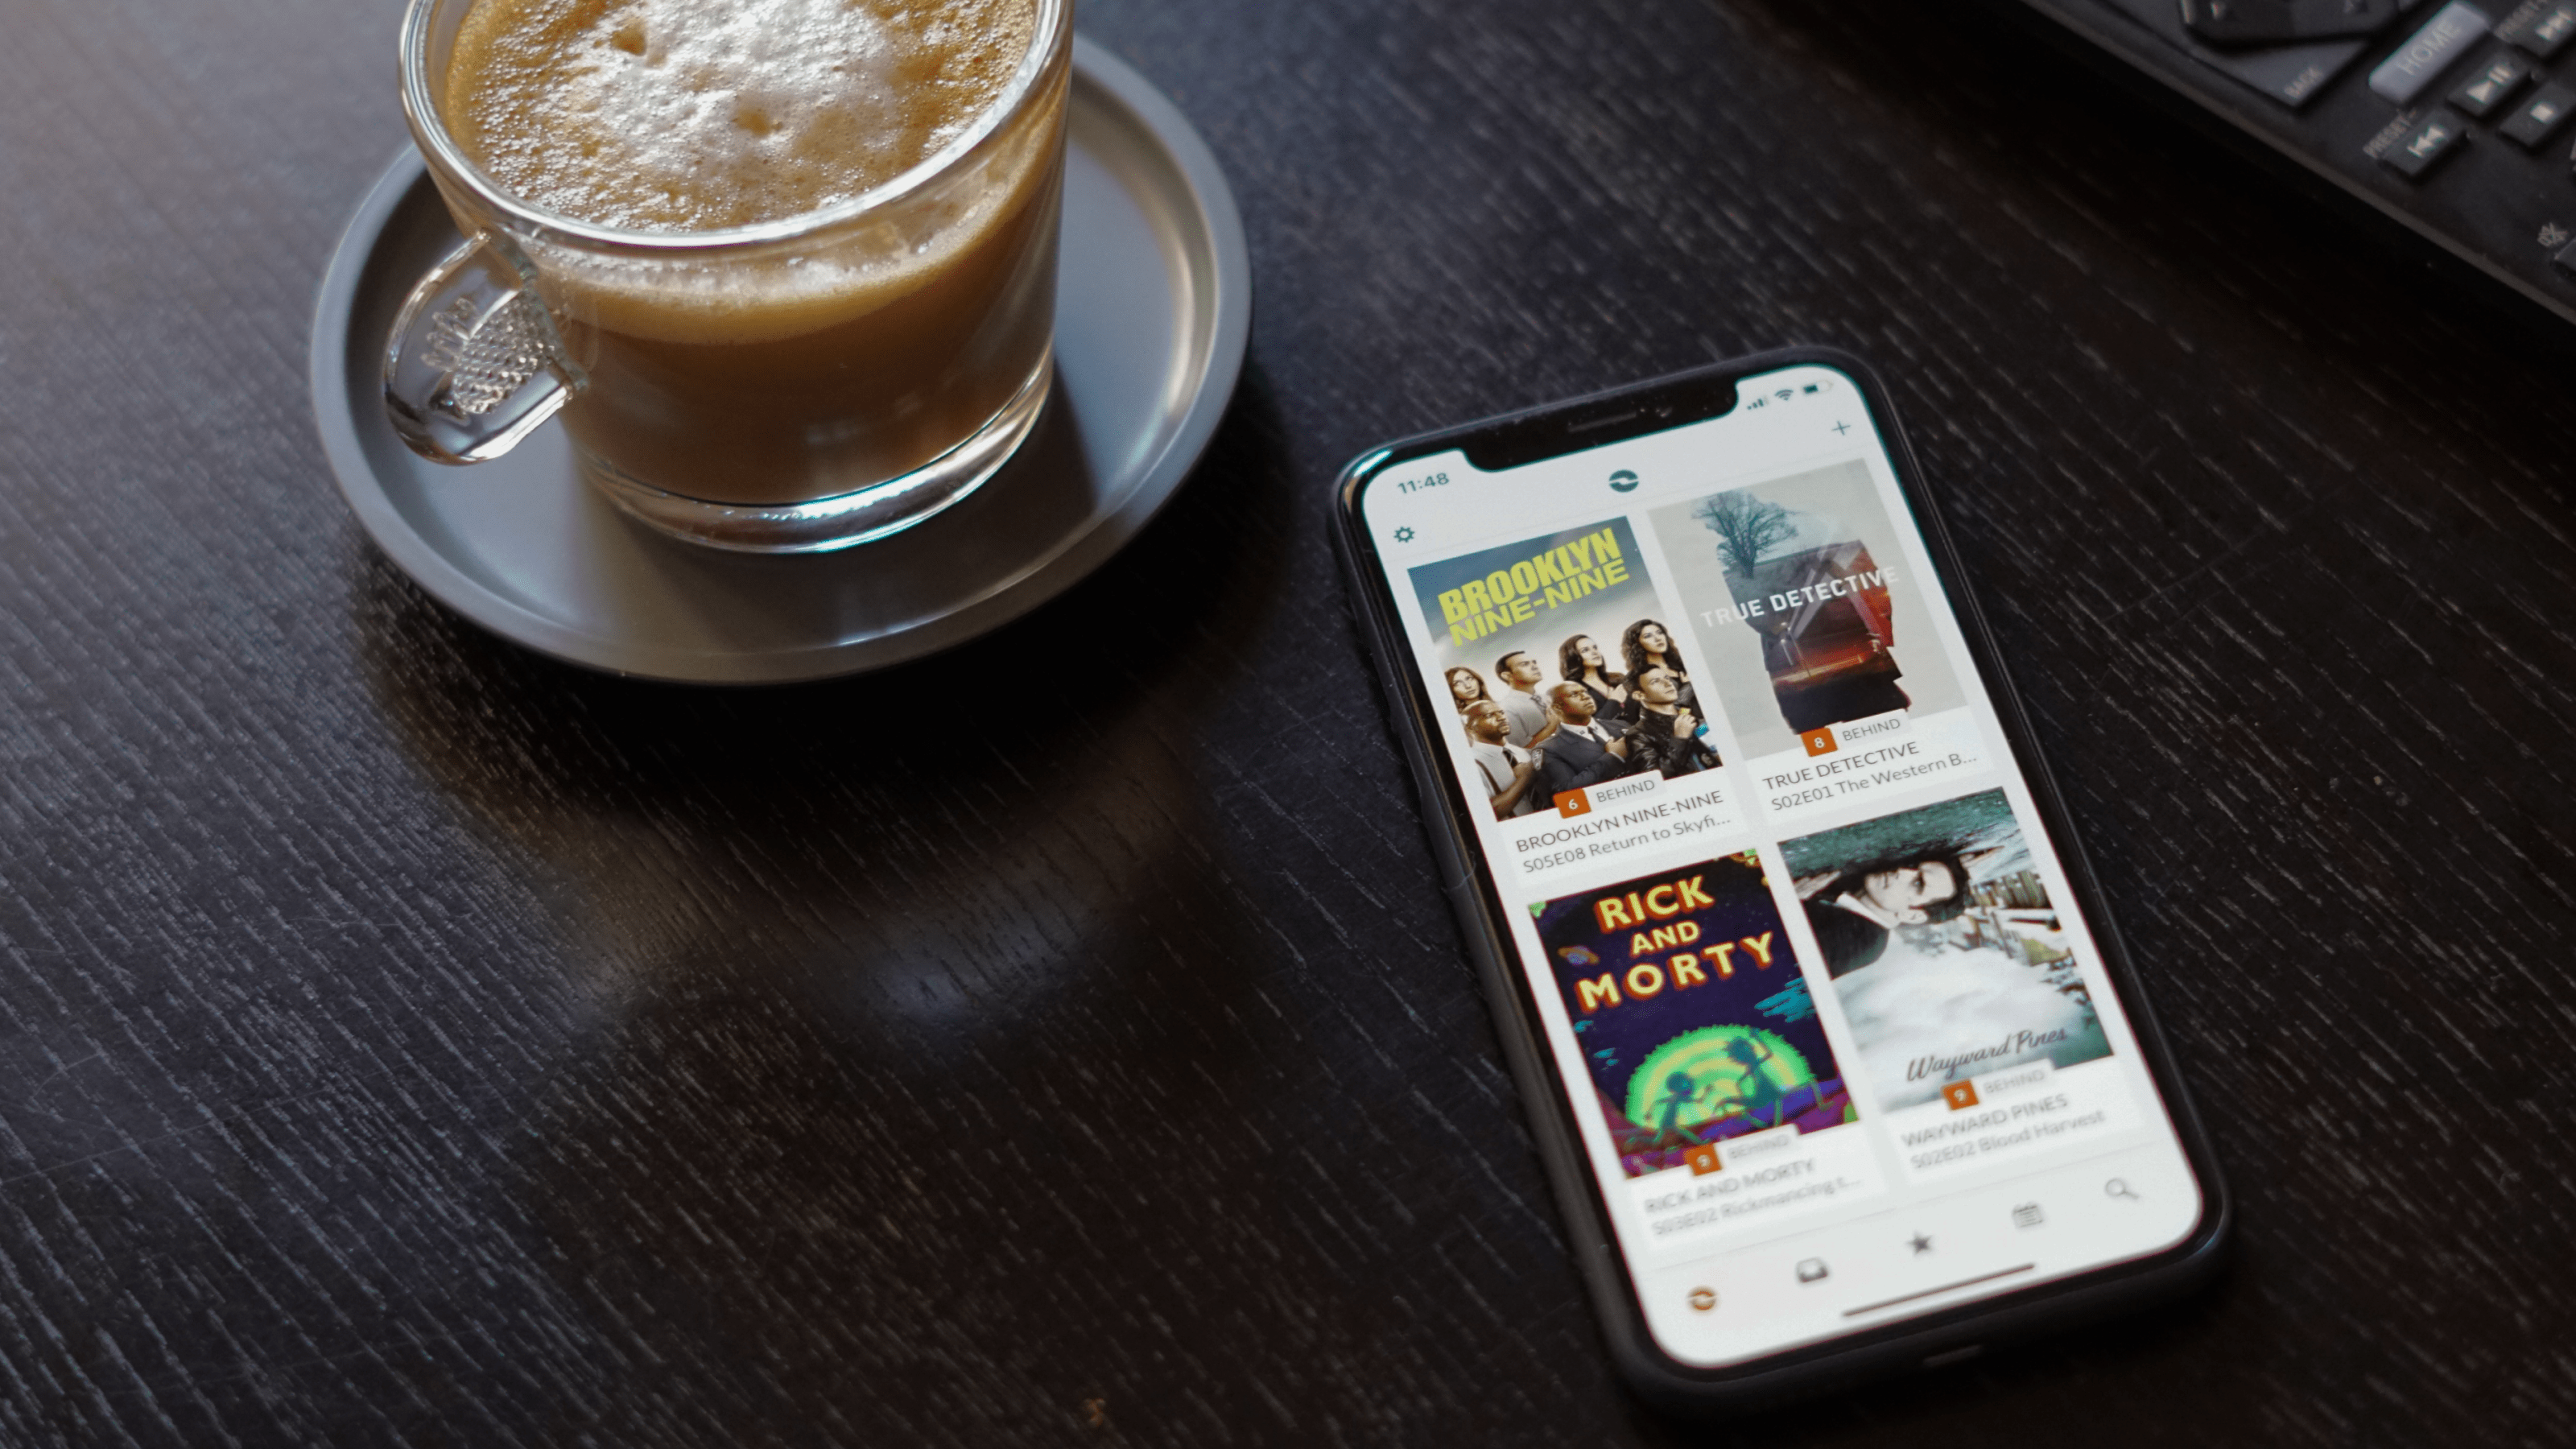 HOME
BACK
PRESET-
11:48
BROOKLYN
NINE-NINE
6 BEHIND
BROOKLYN NINE-NINE
S05E08 Return to Skyfi...
TRUE DETECTIVE
8 BEHIND
TRUE DETECTIVE
S02E01 The Western B...
RICK
AND
MORTY
9 BEHIND
RICK AND MORTY
S03E02 Rickmancing t...
Wayward Pines
9 BEHIND
WAYWARD PINES
S02E02 Blood Harvest